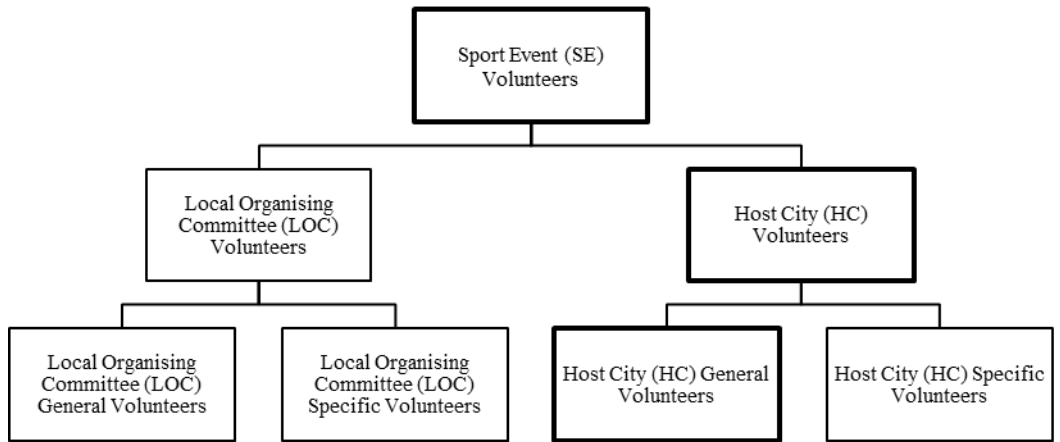 Sport Event (SE)
Volunteers
Local Organising
Committee (LOC)
Volunteers
Host City (HC)
Volunteers
Local Organising
Committee (LOC)
General Volunteers
Local Organising
Committee (LOC)
Specific Volunteers
Host City (HC) General
Volunteers
Host City (HC) Specific
Volunteers